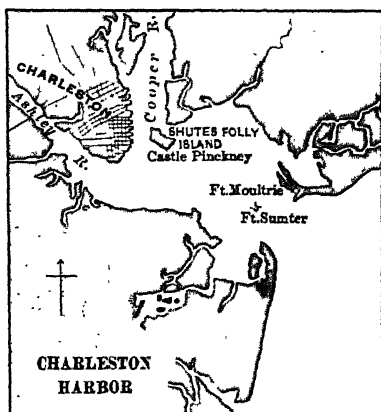 Cooper R.
CHARLESTON
Ashley R.
SHUTES FOLLY
ISLAND
Castle Pinckney
Ft. Moultrie
Ft. Sumter
CHARLESTON
HARBOR